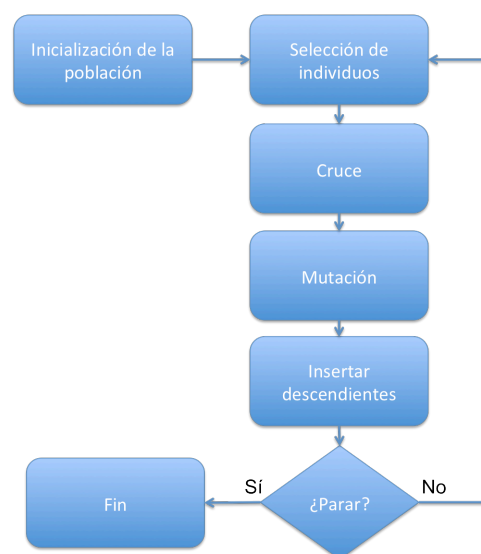 Inicialización de la
población
Selección de
individuos
Cruce
Mutación
Insertar
descendientes
¿Parar?
Sí
No
Fin